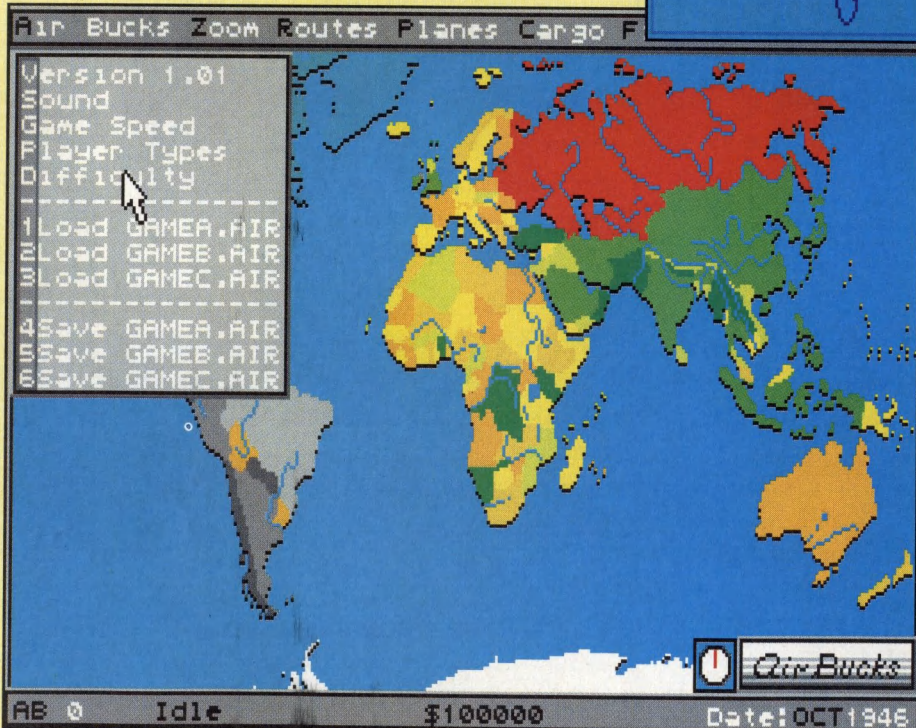 Air Bucks Zoom Routes Planes Cargo F
Version 1.01
Sound
Game Speed
Player Types
Difficulty
1Load GAMEA.AIR
2Load GAMEB.AIR
3Load GAMEC.AIR
4Save GAMEA.AIR
5Save GAMEB.AIR
6Save GAMEC.AIR
Air Bucks
AB 0 Idle $100000 Date:OCT1946